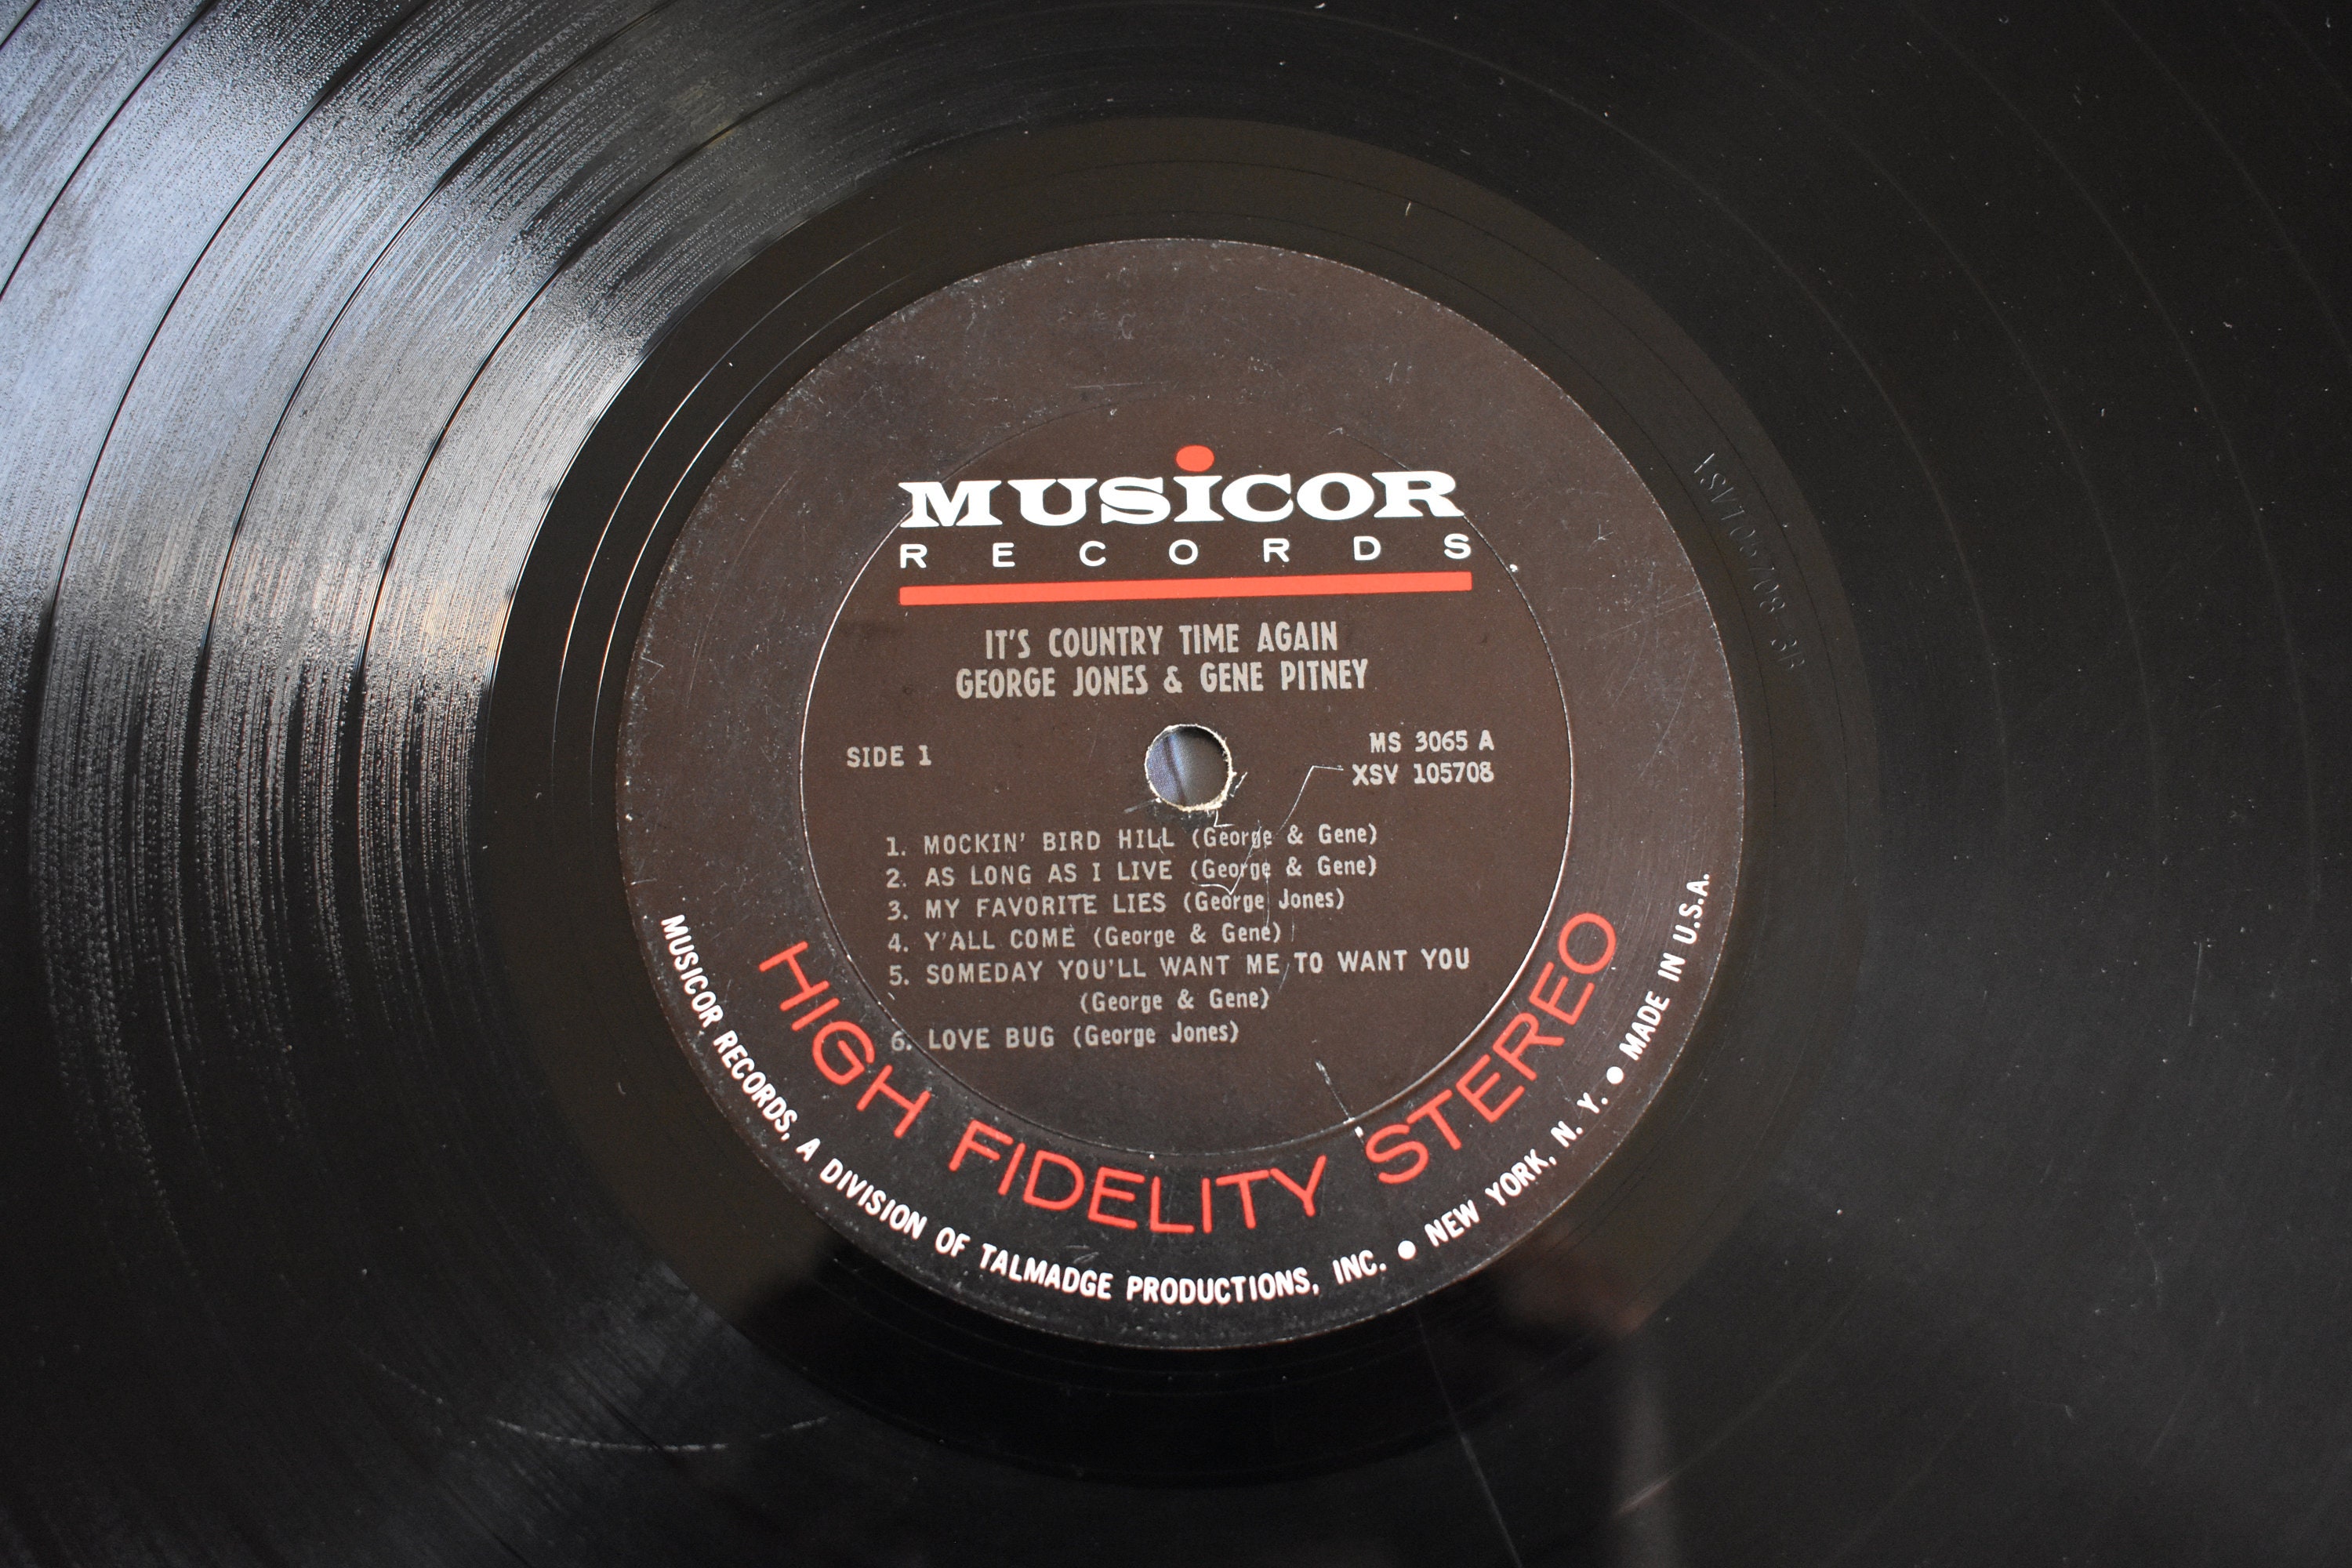 MUSiCOR
RECORDS
IT'S COUNTRY TIME AGAIN
GEORGE JONES & GENE PITNEY
SIDE 1
MS 3065 A
XSV 105708
1. MOCKIN' BIRD HILL (George & Gene)
2. AS LONG AS I LIVE (George & Gene)
3. MY FAVORITE LIES (George Jones)
4. Y'ALL COME (George & Gene)
5. SOMEDAY YOU'LL WANT ME TO WANT YOU
(George & Gene)
6. LOVE BUG (George Jones)
HIGH FIDELITY STEREO
MUSICOR RECORDS, A DIVISION OF TALMADGE PRODUCTIONS, INC. ● NEW YORK, N. Y. ● MADE IN U.S.A.